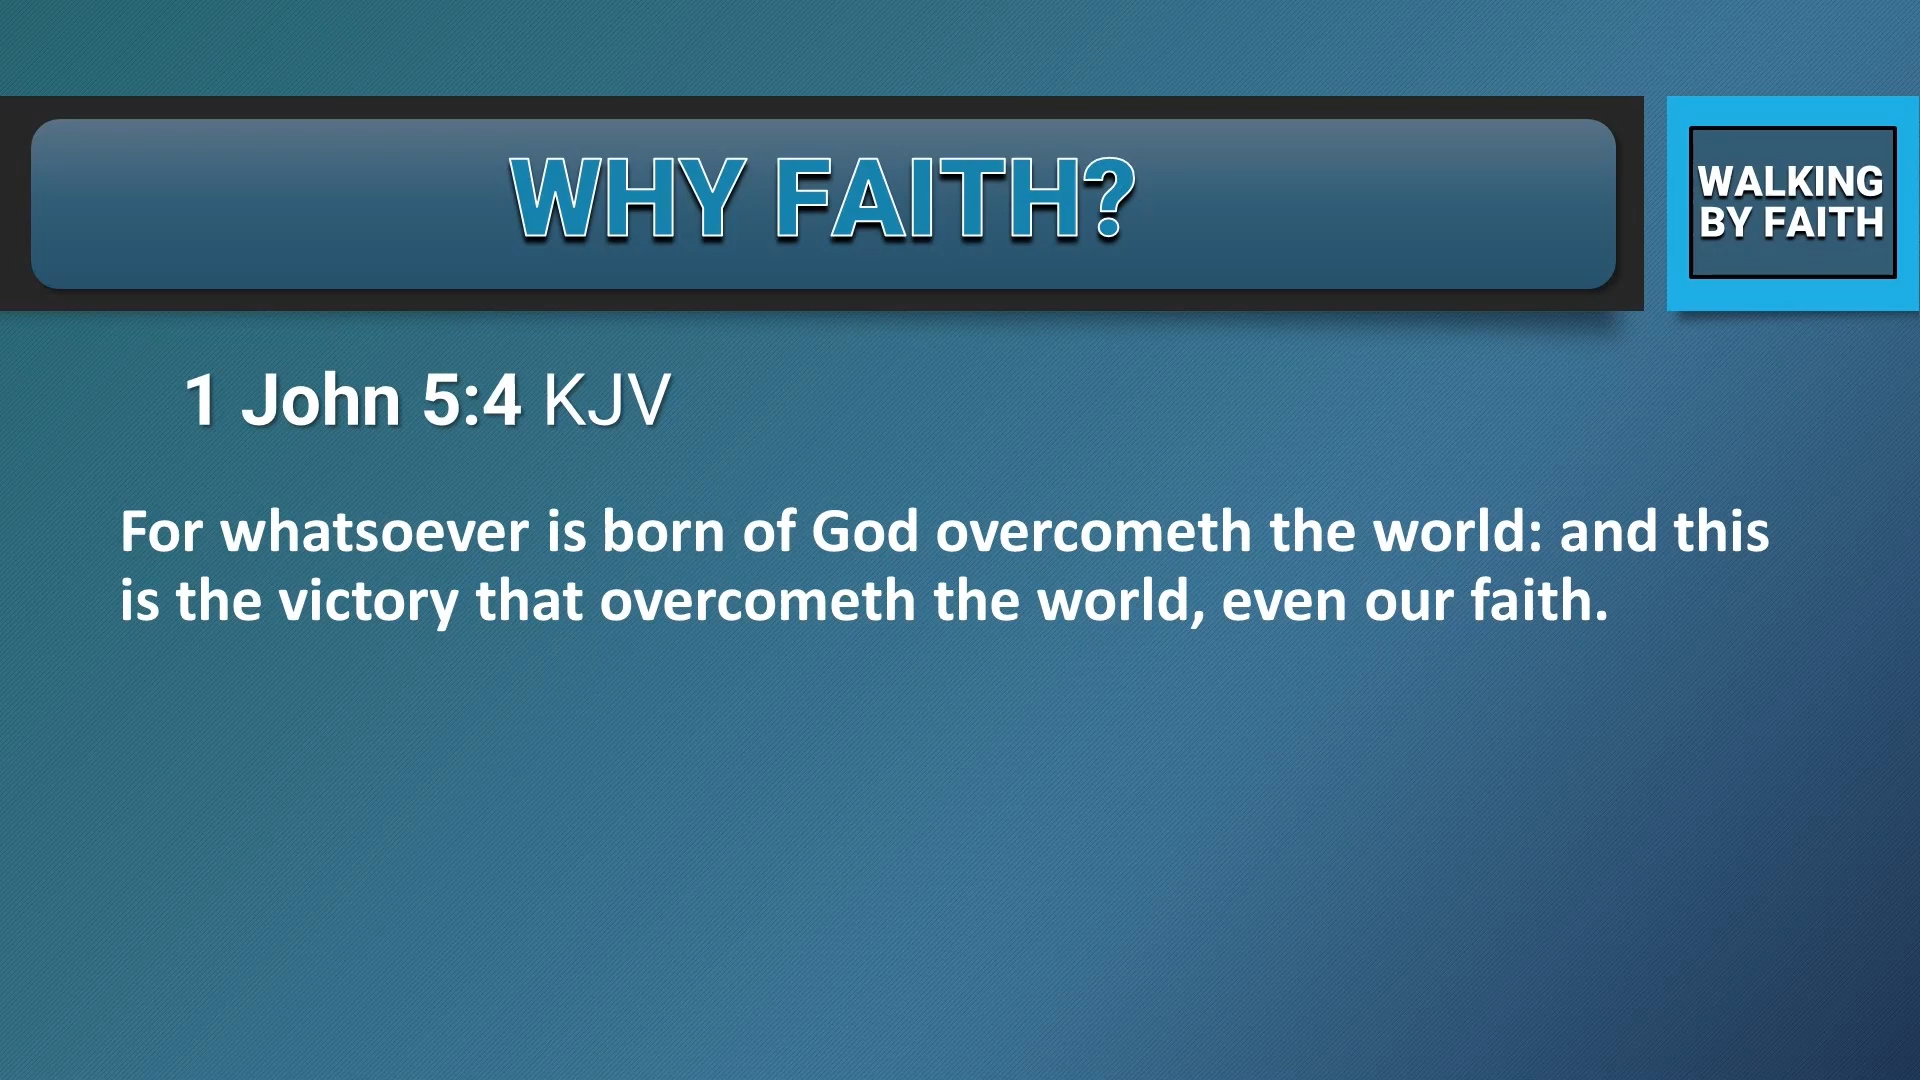 WHY FAITH?
WALKING
BY FAITH
1 John 5:4 KJV
For whatsoever is born of God overcometh the world: and this
is the victory that overcometh the world, even our faith.